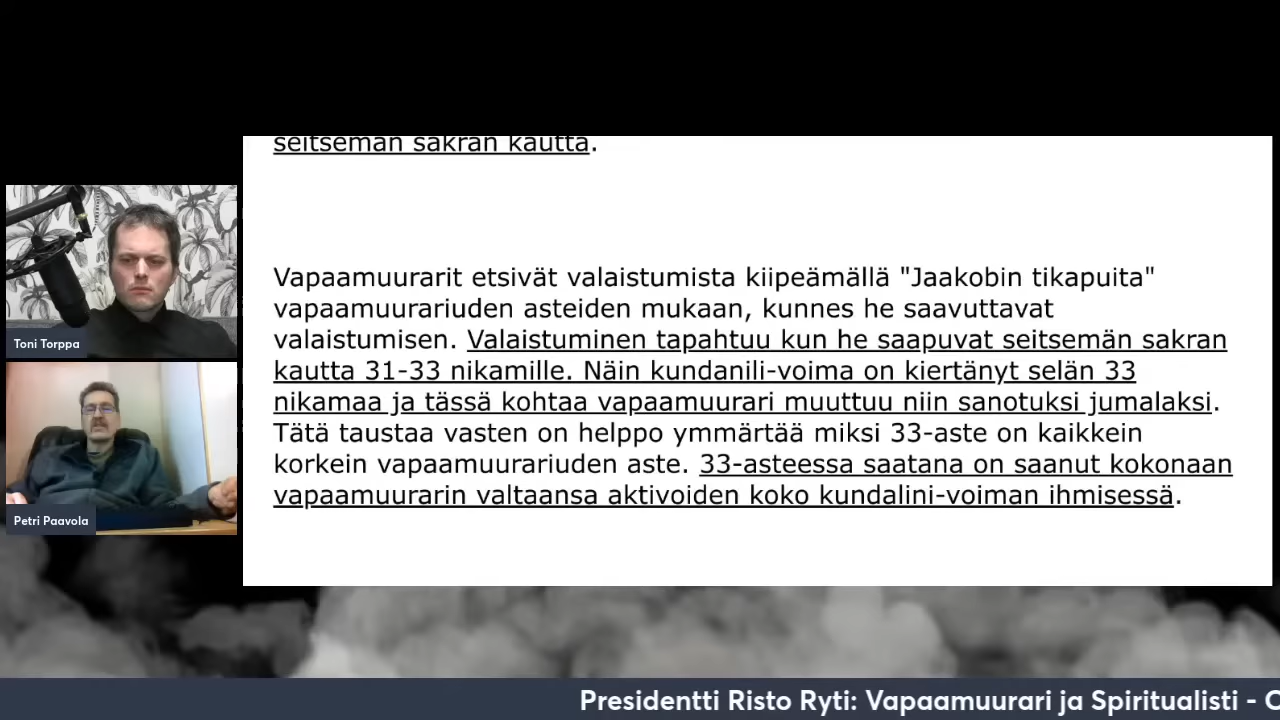 seitsemän sakran kautta.
Vapaamuurarit etsivät valaistumista kiipeämällä "Jaakobin tikapuita"
vapaamuurariuden asteiden mukaan, kunnes he saavuttavat
valaistumisen. Valaistuminen tapahtuu kun he saapuvat seitsemän sakran
kautta 31-33 nikamille. Näin kundanili-voima on kiertänyt selän 33
nikamaa ja tässä kohtaa vapaamuurari muuttuu niin sanotuksi jumalaksi.
Tätä taustaa vasten on helppo ymmärtää miksi 33-aste on kaikkein
korkein vapaamuurariuden aste. 33-asteessa saatana on saanut kokonaan
vapaamuurarin valtaansa aktivoiden koko kundalini-voiman ihmisessä.
Toni Torppa
Petri Paavola
Presidentti Risto Ryti: Vapaamuurari ja Spiritualisti -